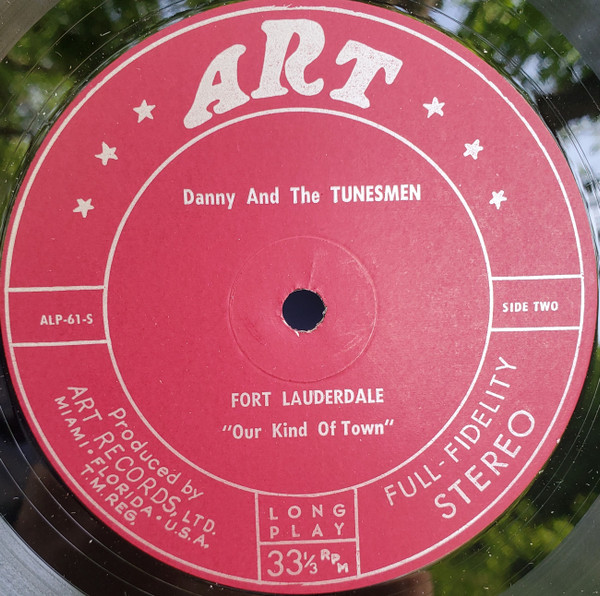 ART
Danny And The TUNESMEN
ALP-61-S
SIDE TWO
FORT LAUDERDALE
"Our Kind Of Town"
Produced by
ART RECORDS, LTD.
MIAMI • FLORIDA • U.S.A.
T.M. REG.
LONG
PLAY
33⅓ RPM
FULL-FIDELITY
STEREO